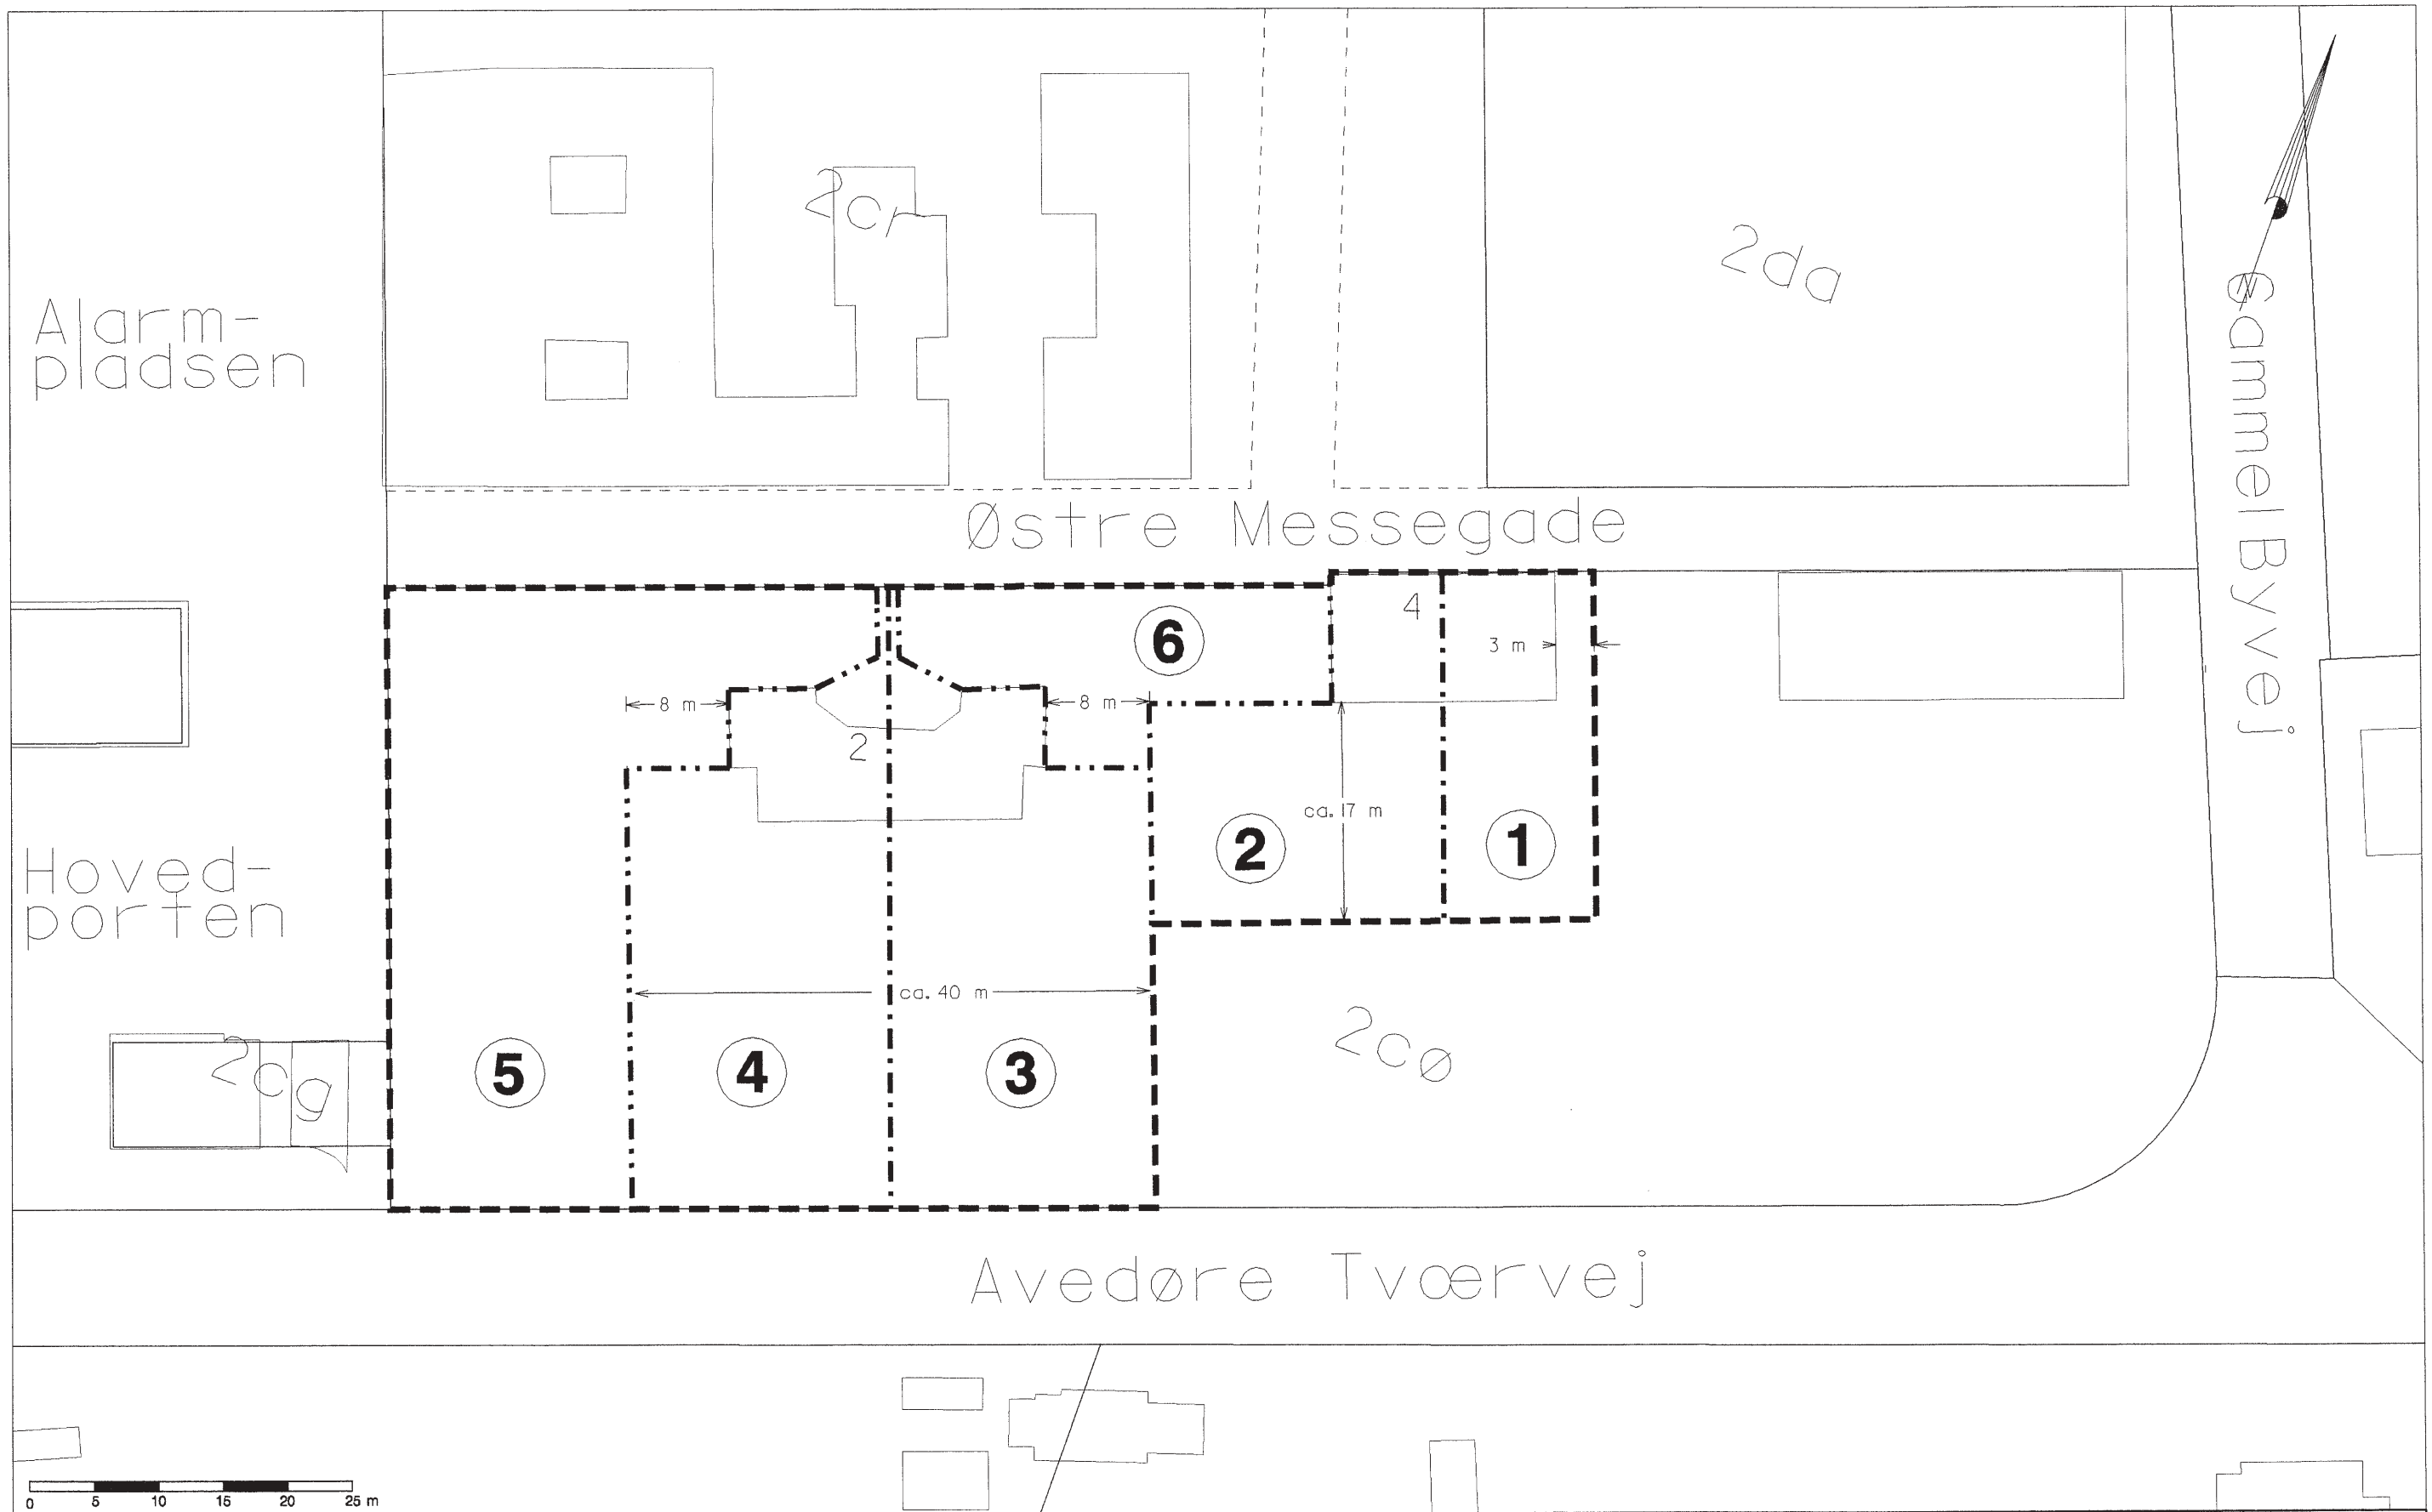 2cr
2da
N
Alarm-
pladsen
Gammel Byvej
Østre Messegade
4
6
3 m
8 m
8 m
2
ca. 17 m
2
1
Hoved-
porten
ca. 40 m
2cø
2cg
5
4
3
Avedøre Tværvej
0 5 10 15 20 25 m